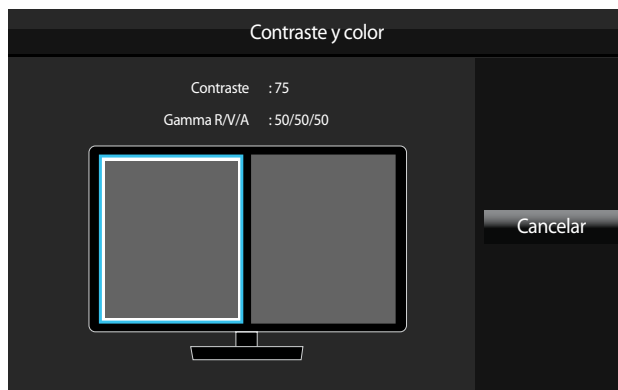 Contraste y color
Contraste : 75
Gamma R/V/A : 50/50/50
Cancelar